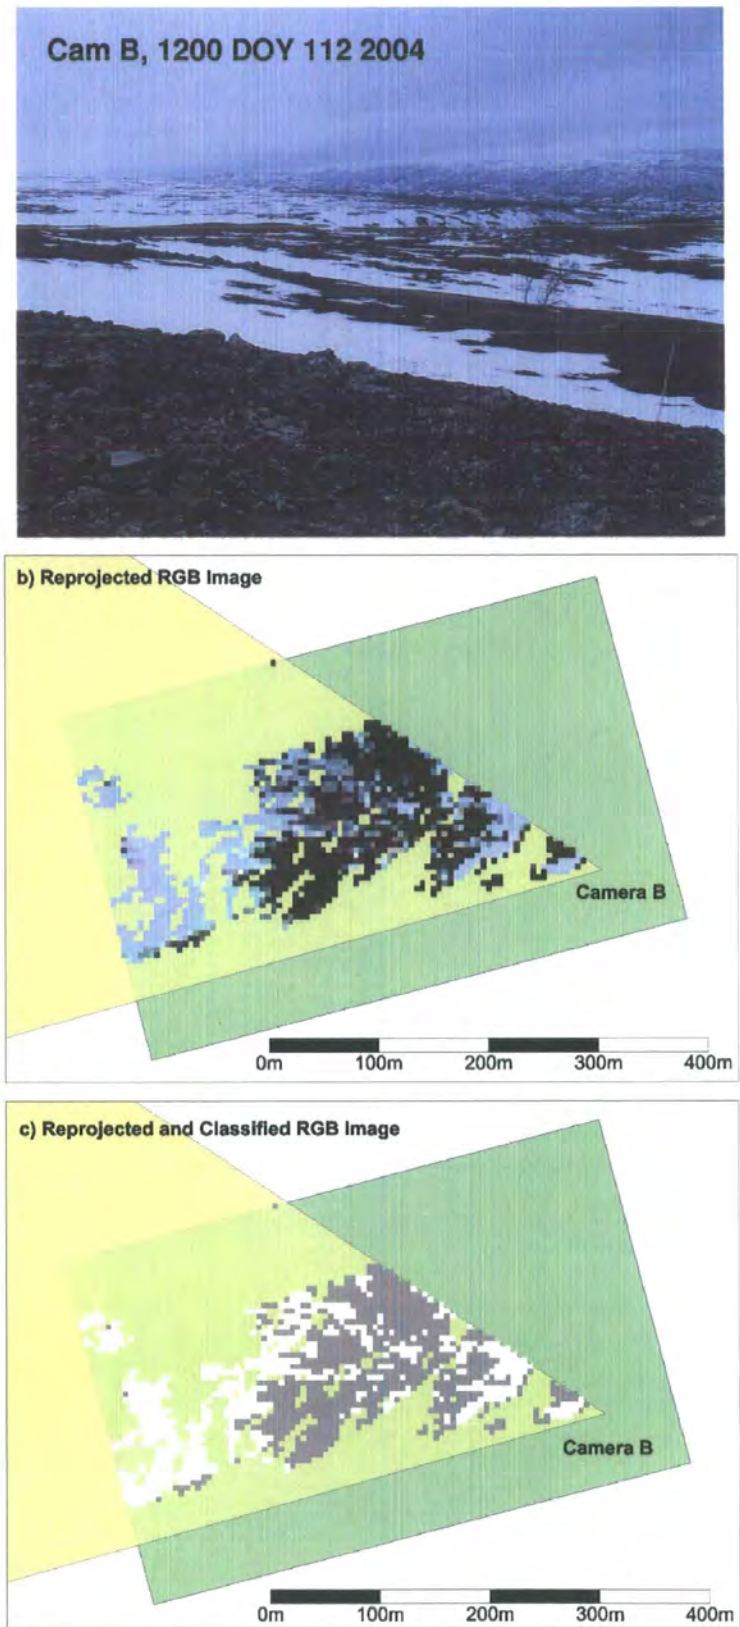 Cam B, 1200 DOY 112 2004
b) Reprojected RGB Image
Camera B
0m 100m 200m 300m 400m
c) Reprojected and Classified RGB Image
Camera B
0m 100m 200m 300m 400m